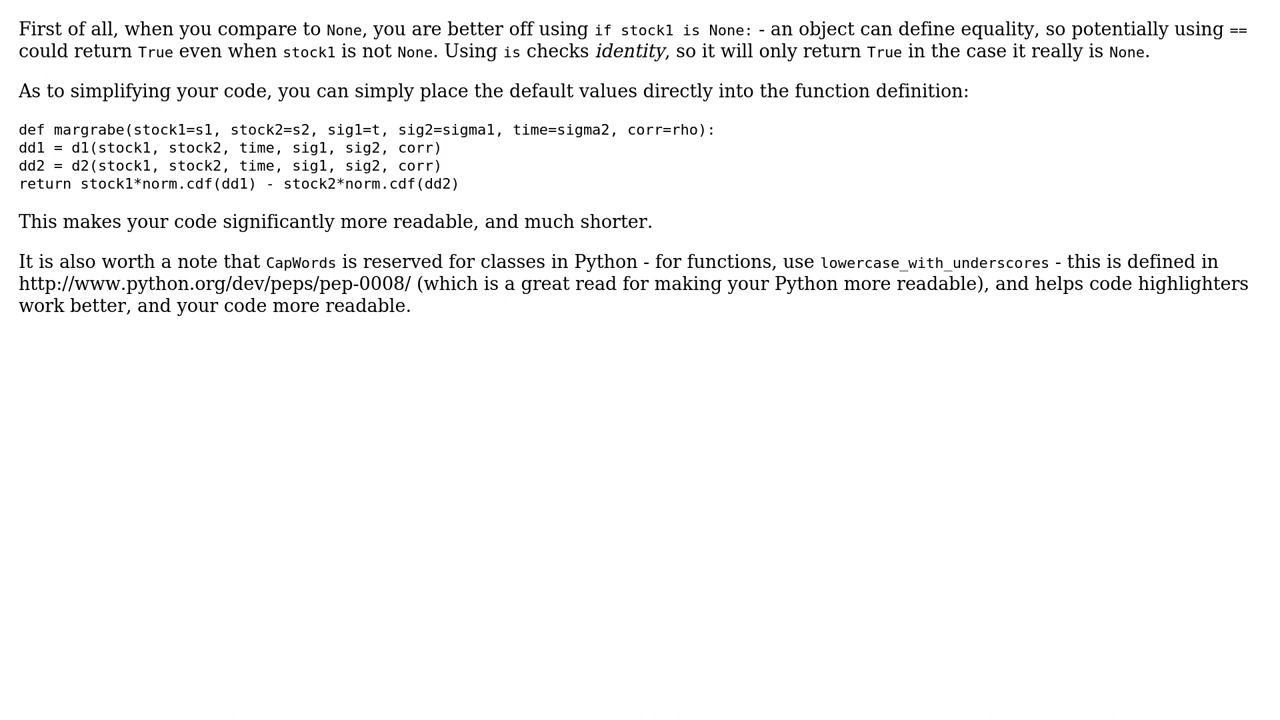 First of all, when you compare to None, you are better off using if stock1 is None: - an object can define equality, so potentially using ==
could return True even when stock1 is not None. Using is checks identity, so it will only return True in the case it really is None.
As to simplifying your code, you can simply place the default values directly into the function definition:
def margrabe(stock1=s1, stock2=s2, sig1=t, sig2=sigma1, time=sigma2, corr=rho):
dd1 = d1(stock1, stock2, time, sig1, sig2, corr)
dd2 = d2(stock1, stock2, time, sig1, sig2, corr)
return stock1*norm.cdf(dd1) - stock2*norm.cdf(dd2)
This makes your code significantly more readable, and much shorter.
It is also worth a note that CapWords is reserved for classes in Python - for functions, use lowercase_with_underscores - this is defined in
http://www.python.org/dev/peps/pep-0008/ (which is a great read for making your Python more readable), and helps code highlighters
work better, and your code more readable.